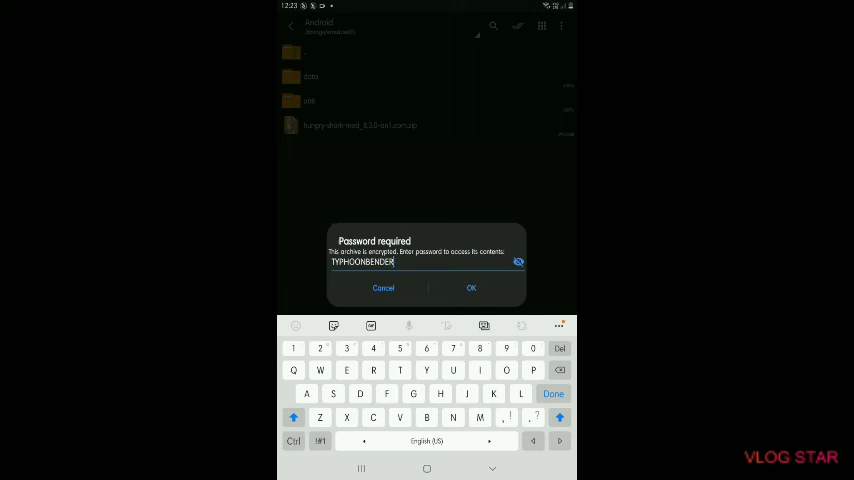 12:23
Android
..
data
obb
hungry-shark-mod_8.3.0-an1.com.zip
Password required
This archive is encrypted. Enter password to access its contents:
TYPHOONBENDER
Cancel
OK
GIF
1 2 3 4 5 6 7 8 9 0 Del
Q W E R T Y U I O P
A S D F G H J K L Done
Z X C V B N M , ! . ?
Ctrl !#1 English (US)
VLOG STAR